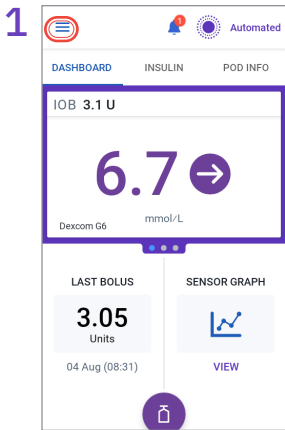 1
1
Automated
DASHBOARD INSULIN POD INFO
IOB 3.1 U
6.7
mmol/L
Dexcom G6
LAST BOLUS
3.05
Units
04 Aug (08:31)
SENSOR GRAPH
VIEW